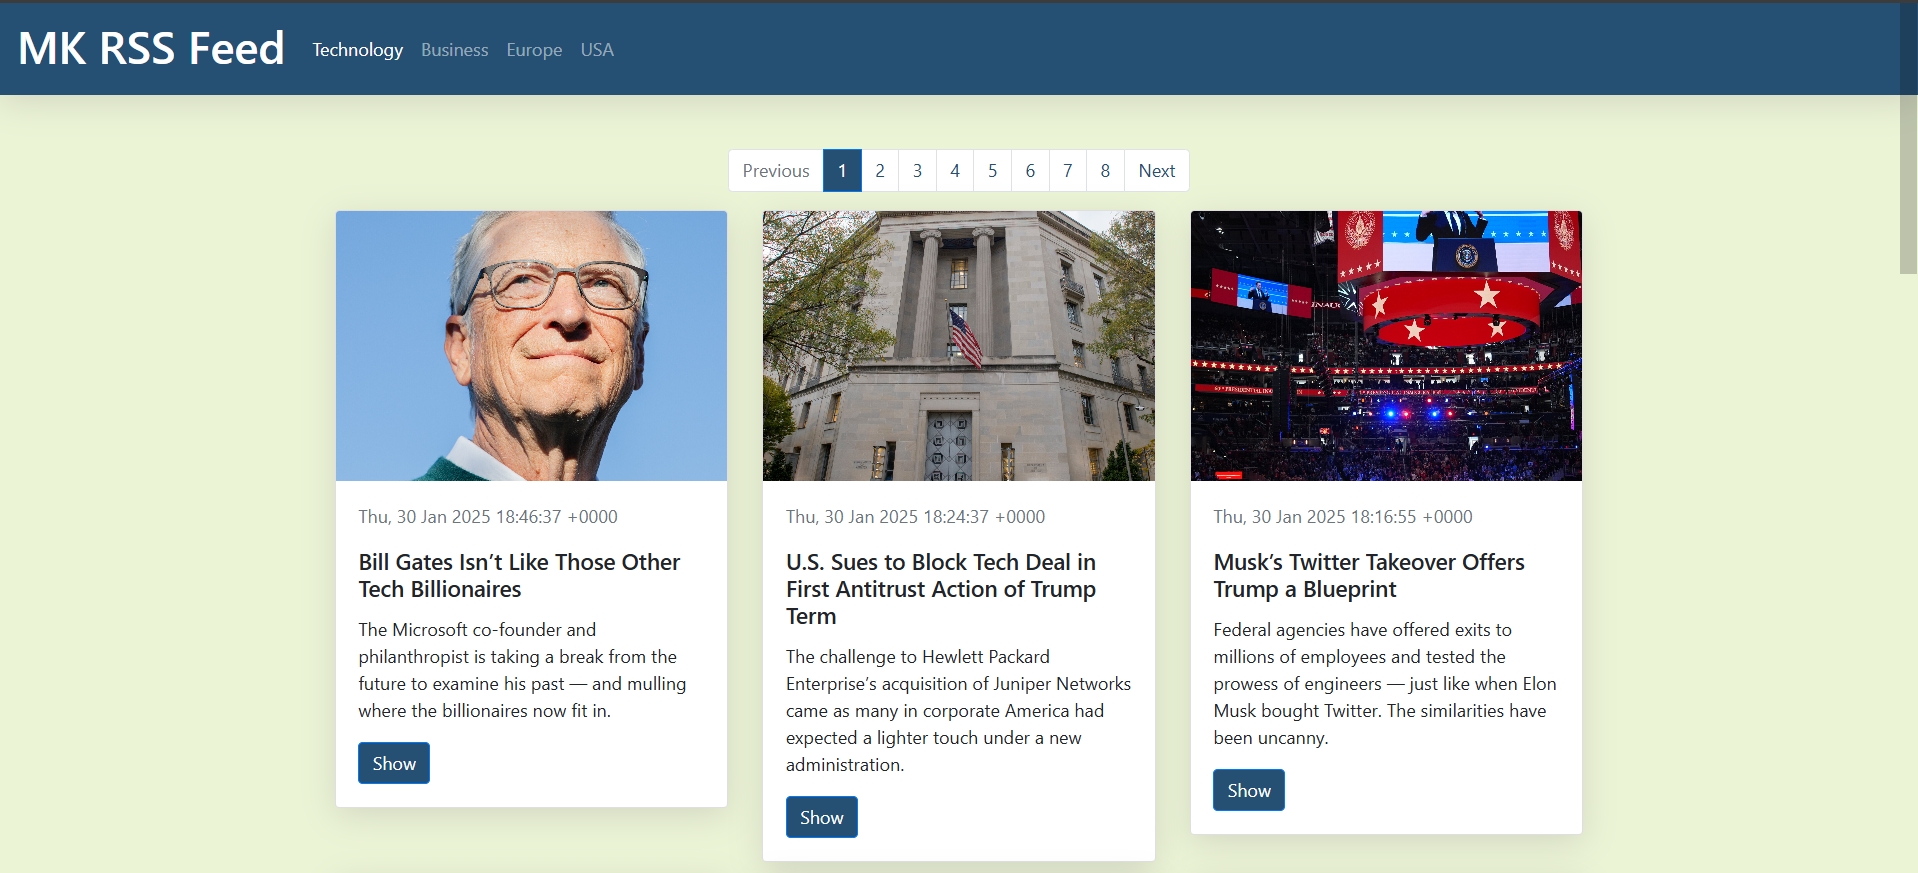 MK RSS Feed
Technology
Business
Europe
USA
Previous
1
2
3
4
5
6
7
8
Next
Thu, 30 Jan 2025 18:46:37 +0000
Bill Gates Isn’t Like Those Other
Tech Billionaires
The Microsoft co-founder and
philanthropist is taking a break from the
future to examine his past — and mulling
where the billionaires now fit in.
Show
Thu, 30 Jan 2025 18:24:37 +0000
U.S. Sues to Block Tech Deal in
First Antitrust Action of Trump
Term
The challenge to Hewlett Packard
Enterprise’s acquisition of Juniper Networks
came as many in corporate America had
expected a lighter touch under a new
administration.
Show
Thu, 30 Jan 2025 18:16:55 +0000
Musk’s Twitter Takeover Offers
Trump a Blueprint
Federal agencies have offered exits to
millions of employees and tested the
prowess of engineers — just like when Elon
Musk bought Twitter. The similarities have
been uncanny.
Show